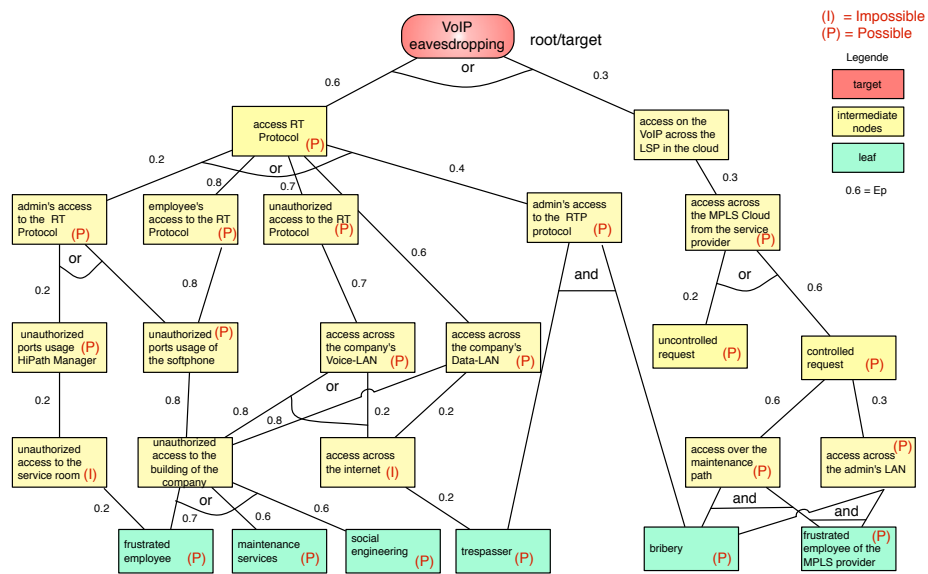 VoIP
eavesdropping
root/target
(I) = Impossible
(P) = Possible
Legende
target
intermediate
nodes
leaf
0.6 = Ep
or
0.6
0.3
access RT
Protocol
(P)
access on the
VoIP across the
LSP in the cloud
0.2
or
0.8
0.7
0.4
0.3
admin's access
to the RT
Protocol
(P)
employee's
access to the RT
Protocol
(P)
unauthorized
access to the RT
Protocol
(P)
admin's access
to the RTP
protocol
(P)
access across
the MPLS Cloud
from the service
provider
(P)
or
0.2
0.8
0.7
0.6
and
or
0.2
0.6
unauthorized
ports usage
HiPath Manager
(P)
unauthorized
ports usage of
the softphone
(P)
access across
the company's
Voice-LAN
(P)
access across
the company's
Data-LAN
(P)
uncontrolled
request
(P)
controlled
request
(P)
0.2
0.8
or
0.8
0.8
0.2
0.2
0.6
0.3
unauthorized
access to the
service room
(I)
unauthorized
access to the
building of the
company
access across
the internet
(I)
access over the
maintenance
path
(P)
access across
the admin's LAN
(P)
0.2
0.7
or
0.6
0.6
0.2
and
and
frustrated
employee
(P)
maintenance
services
(P)
social
engineering
(P)
trespasser
(P)
bribery
(P)
frustrated
employee of the
MPLS provider
(P)